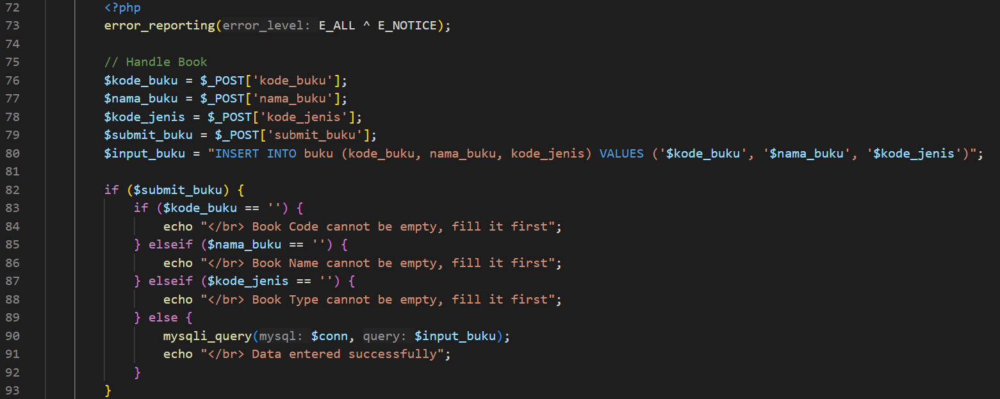 72 <?php
73 error_reporting(error_level: E_ALL ^ E_NOTICE);
74
75 // Handle Book
76 $kode_buku = $_POST['kode_buku'];
77 $nama_buku = $_POST['nama_buku'];
78 $kode_jenis = $_POST['kode_jenis'];
79 $submit_buku = $_POST['submit_buku'];
80 $input_buku = "INSERT INTO buku (kode_buku, nama_buku, kode_jenis) VALUES ('$kode_buku', '$nama_buku', '$kode_jenis')";
81
82 if ($submit_buku) {
83     if ($kode_buku == '') {
84         echo "</br> Book Code cannot be empty, fill it first";
85     } elseif ($nama_buku == '') {
86         echo "</br> Book Name cannot be empty, fill it first";
87     } elseif ($kode_jenis == '') {
88         echo "</br> Book Type cannot be empty, fill it first";
89     } else {
90         mysqli_query(mysql: $conn, query: $input_buku);
91         echo "</br> Data entered successfully";
92     }
93 }